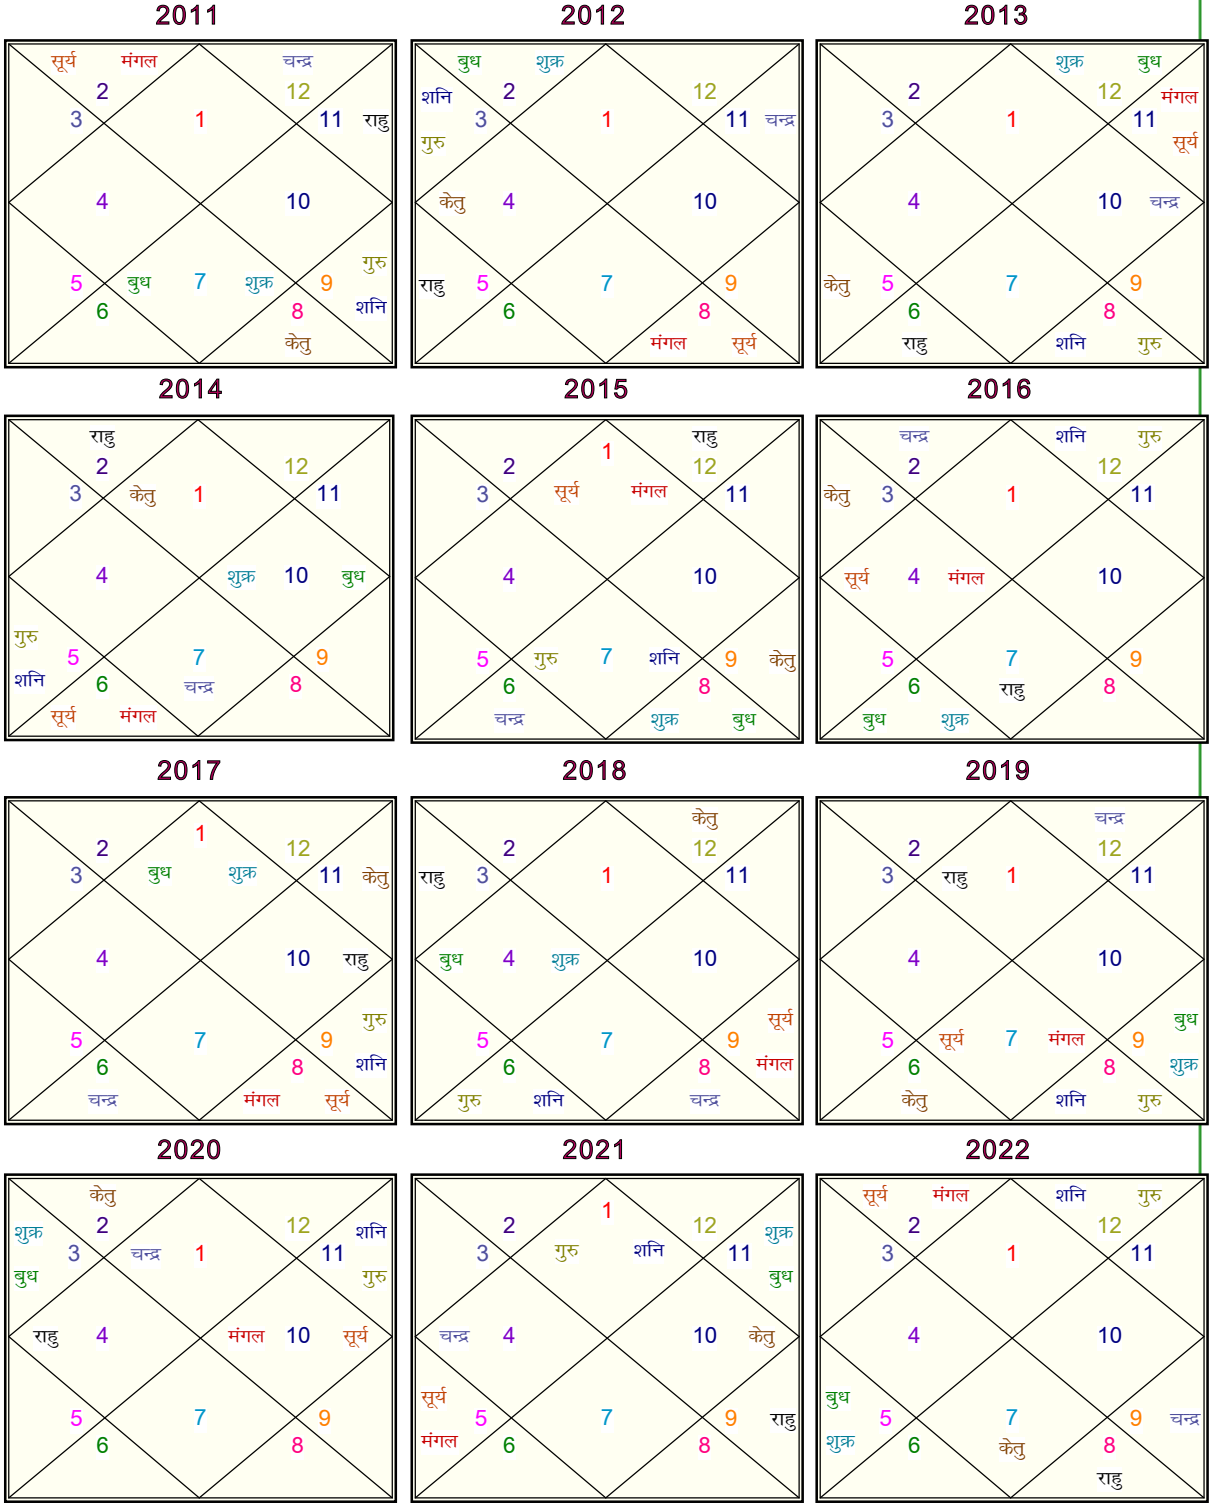 2011 2012 2013
सूर्य मंगल चन्द्र बुध शुक्र शुक्र बुध
2 12 शनि 2 12 2 12 मंगल
3 1 11 राहु 3 1 11 चन्द्र 3 1 11
गुरु सूर्य
4 10 केतु 4 10 4 10 चन्द्र
गुरु
5 बुध 7 शुक्र 9 राहु 5 7 9 केतु 5 7 9
6 8 शनि 6 8 6 8
केतु मंगल सूर्य राहु शनि गुरु
2014 2015 2016
राहु राहु चन्द्र शनि गुरु
2 12 2 1 12 2 12
3 केतु 1 11 3 सूर्य मंगल 11 केतु 3 1 11
4 शुक्र 10 बुध 4 10 सूर्य 4 मंगल 10
गुरु
5 7 9 5 गुरु 7 शनि 9 केतु 5 7 9
शनि 6 चन्द्र 8 6 8 6 राहु 8
सूर्य मंगल चन्द्र शुक्र बुध बुध शुक्र
2017 2018 2019
केतु चन्द्र
2 1 12 2 12 2 12
3 बुध शुक्र 11 केतु राहु 3 1 11 3 राहु 1 11
4 10 राहु बुध 4 शुक्र 10 4 10
गुरु सूर्य बुध
5 7 9 5 7 9 5 सूर्य 7 मंगल 9
6 8 शनि 6 8 मंगल 6 8 शुक्र
चन्द्र मंगल सूर्य गुरु शनि चन्द्र केतु शनि गुरु
2020 2021 2022
केतु सूर्य मंगल शनि गुरु
शुक्र 2 12 शनि 2 1 12 शुक्र 2 12
3 चन्द्र 1 11 3 गुरु शनि 11 3 1 11
बुध गुरु बुध
राहु 4 मंगल 10 सूर्य चन्द्र 4 10 केतु 4 10
सूर्य बुध
5 7 9 5 7 9 राहु 5 7 9 चन्द्र
6 8 मंगल 6 8 शुक्र 6 केतु 8
राहु